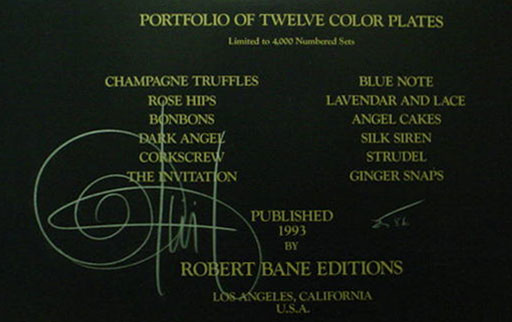 PORTFOLIO OF TWELVE COLOR PLATES
Limited to 4,000 Numbered Sets
CHAMPAGNE TRUFFLES
ROSE HIPS
BONBONS
DARK ANGEL
CORKSCREW
THE INVITATION
BLUE NOTE
LAVENDAR AND LACE
ANGEL CAKES
SILK SIREN
STRUDEL
GINGER SNAPS
PUBLISHED
1993
BY
ROBERT BANE EDITIONS
LOS ANGELES, CALIFORNIA
U.S.A.